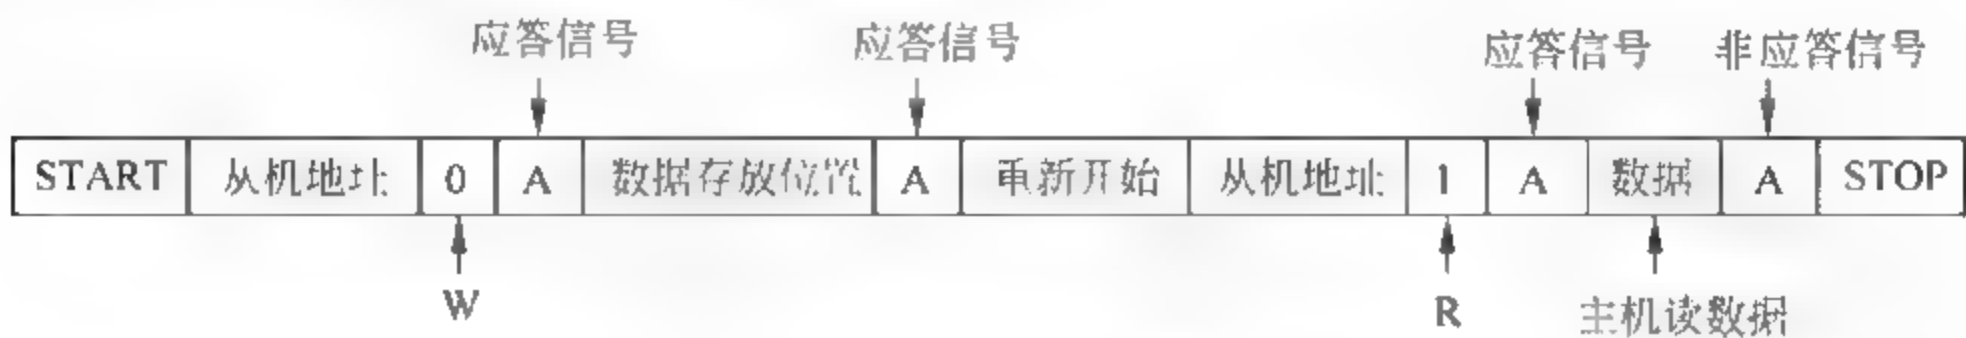 应答信号 应答信号 应答信号 非应答信号
START 从机地址 0 A 数据存放位置 A 重新开始 从机地址 1 A 数据 A STOP
W R 主机读数据